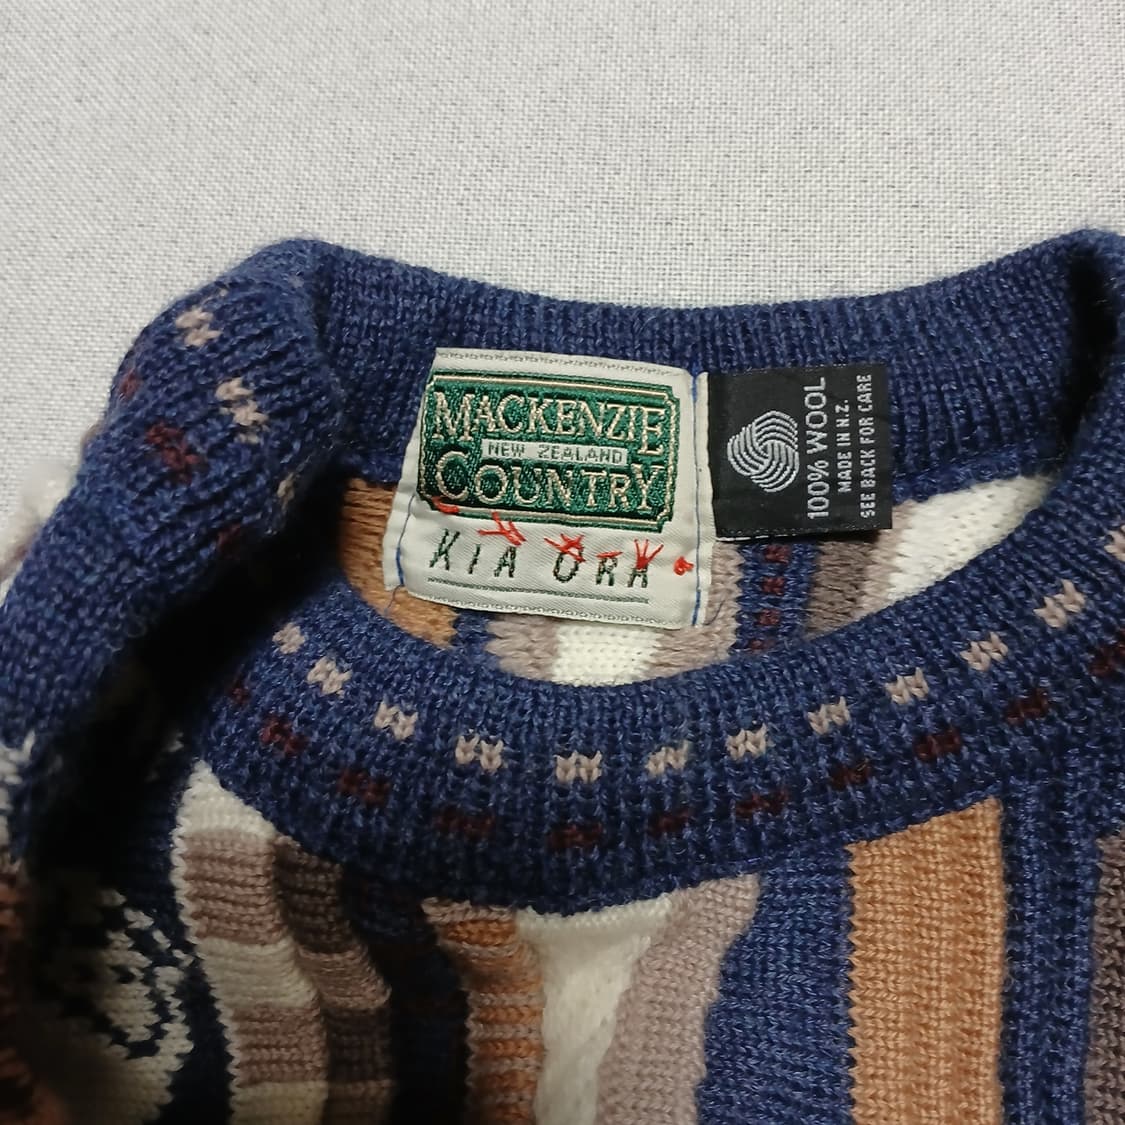 MACKENZIE
NEW ZEALAND
COUNTRY
KIA ORA
100% WOOL
MADE IN N.Z.
SEE BACK FOR CARE